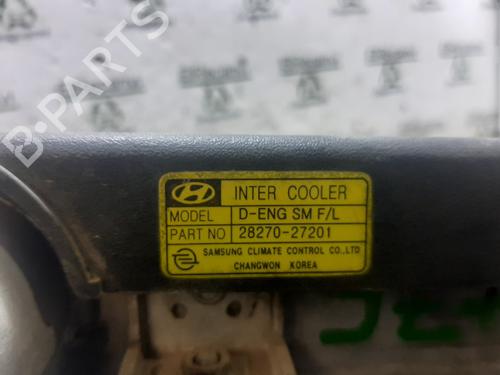 B-PARTS
INTER COOLER
MODEL D-ENG SM F/L
PART NO 28270-27201
SAMSUNG CLIMATE CONTROL CO.,LTD
CHANGWON KOREA